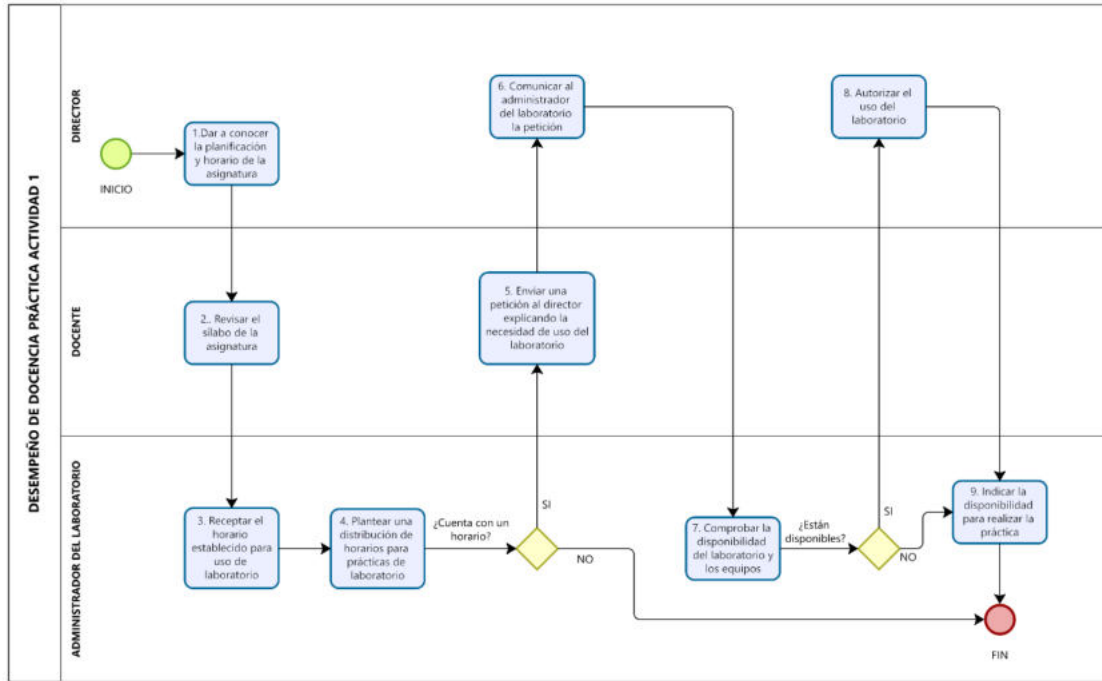 DESEMPEÑO DE DOCENCIA PRÁCTICA ACTIVIDAD 1
DIRECTOR
INICIO
1.Dar a conocer
la planificación
y horario de la
asignatura
6. Comunicar al
administrador
del laboratorio
la petición
8. Autorizar el
uso del
laboratorio
DOCENTE
2.. Revisar el
sílabo de la
asignatura
5. Enviar una
petición al director
explicando la
necesidad de uso del
laboratorio
ADMINISTRADOR DEL LABORATORIO
3. Receptar el
horario
establecido para
uso de
laboratorio
4. Plantear una
distribución de
horarios para
prácticas de
laboratorio
¿Cuenta con un
horario?
SI
NO
7. Comprobar la
disponibilidad
del laboratorio y
los equipos
¿Están
disponibles?
SI
NO
9. Indicar la
disponibilidad
para realizar la
práctica
FIN